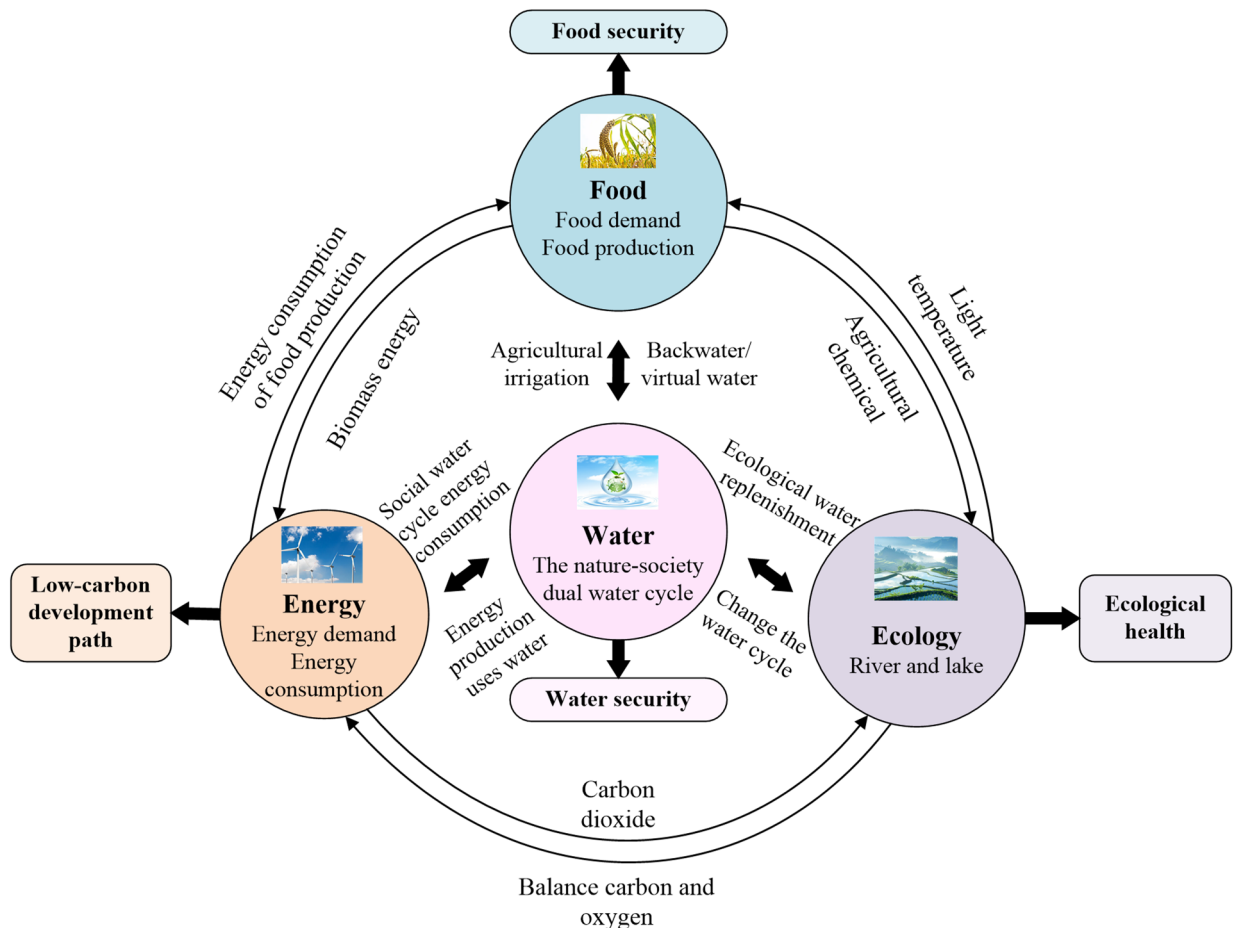 Food security
Food
Food demand
Food production
Energy consumption
of food production
Biomass energy
Light
temperature
Agricultural
chemical
Agricultural
irrigation
Backwater/
virtual water
Social water
cycle energy
consumption
Ecological water
replenishment
Water
The nature-society
dual water cycle
Energy
Energy demand
Energy
consumption
Low-carbon
development
path
Energy
production
uses water
Change the
water cycle
Ecology
River and lake
Ecological
health
Water security
Carbon
dioxide
Balance carbon and
oxygen